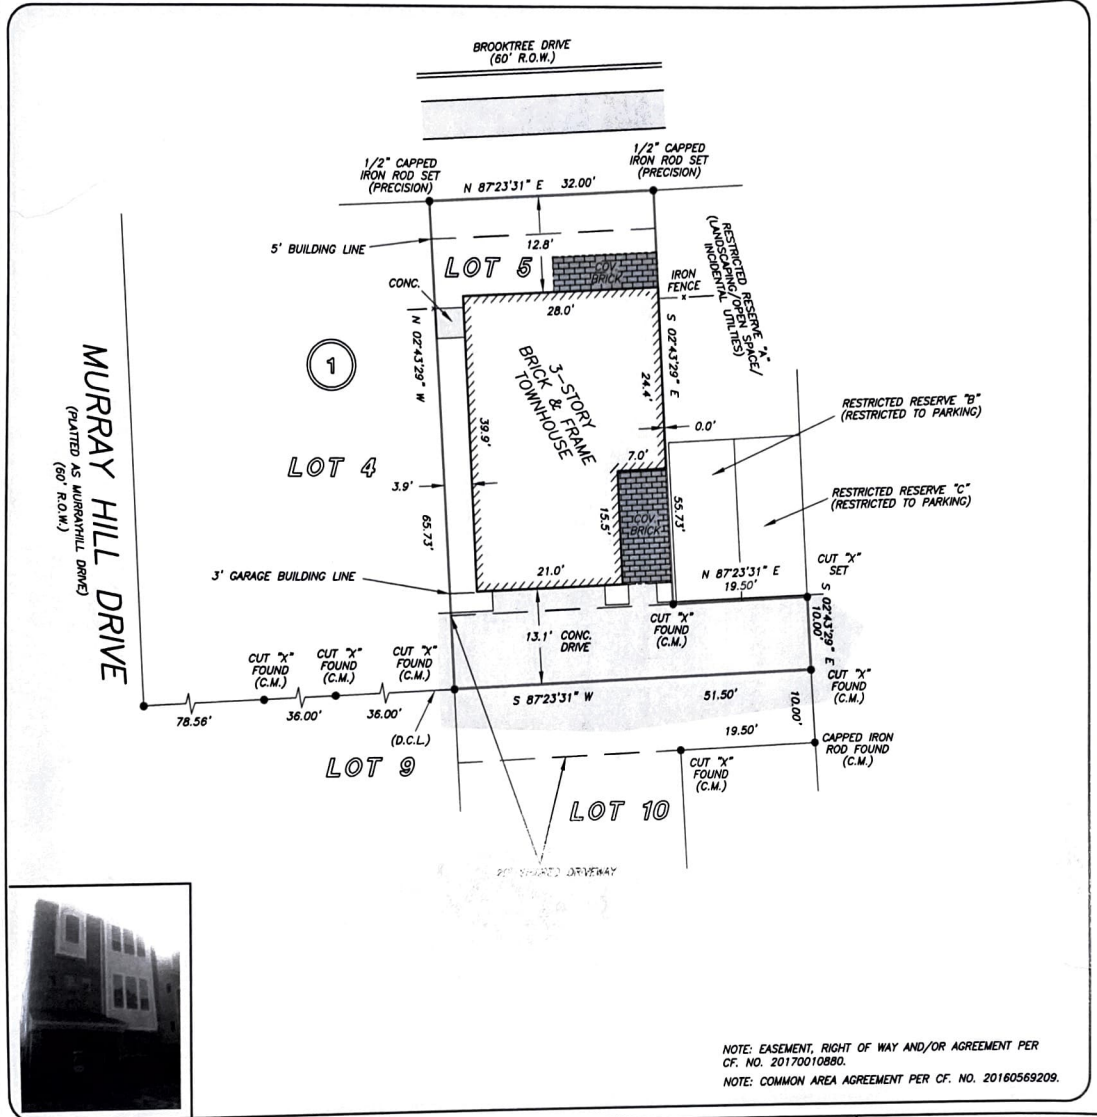 BROOKTREE DRIVE
(60' R.O.W.)
1/2" CAPPED
IRON ROD SET
(PRECISION)
1/2" CAPPED
IRON ROD SET
(PRECISION)
N 87°23'31" E 32.00'
5' BUILDING LINE
12.8'
LOT 5
COV.
BRICK
CONC.
IRON
FENCE
x
RESTRICTED RESERVE "A"
(LANDSCAPING/OPEN SPACE/
INCIDENTAL UTILITIES)
28.0'
N 02°43'29" W
S 02°43'29" E
1
3-STORY
BRICK & FRAME
TOWNHOUSE
24.4'
MURRAY HILL DRIVE
(PLATTED AS MURRAYHILL DRIVE)
(60' R.O.W.)
RESTRICTED RESERVE "B"
(RESTRICTED TO PARKING)
39.9'
0.0'
LOT 4
7.0'
3.9'
RESTRICTED RESERVE "C"
(RESTRICTED TO PARKING)
65.73'
15.5'
COV.
BRICK
55.73'
3' GARAGE BUILDING LINE
21.0'
N 87°23'31" E
19.50'
CUT "X"
SET
S 02°43'29" E
10.00'
CUT "X"
FOUND
(C.M.)
13.1' CONC.
DRIVE
CUT "X"
FOUND
(C.M.)
CUT "X"
FOUND
(C.M.)
CUT "X"
FOUND
(C.M.)
CUT "X"
FOUND
(C.M.)
S 87°23'31" W
51.50'
10.00'
78.56'
36.00'
36.00'
(D.C.L.)
19.50'
CAPPED IRON
ROD FOUND
(C.M.)
LOT 9
CUT "X"
FOUND
(C.M.)
LOT 10
DRIVEWAY
NOTE: EASEMENT, RIGHT OF WAY AND/OR AGREEMENT PER
CF. NO. 20170010880.
NOTE: COMMON AREA AGREEMENT PER CF. NO. 20160569209.